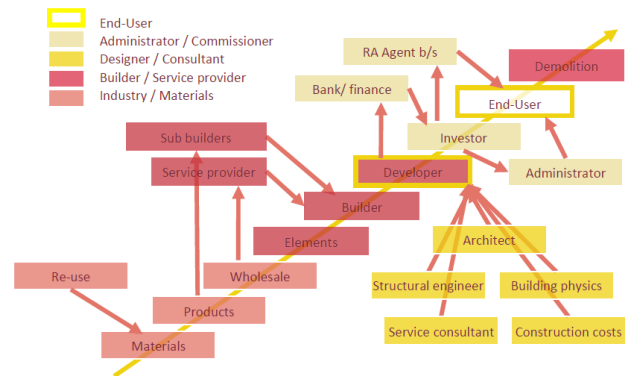 End-User
Administrator / Commissioner
Designer / Consultant
Builder / Service provider
Industry / Materials
RA Agent b/s
Demolition
Bank/ finance
End-User
Sub builders
Investor
Service provider
Developer
Administrator
Builder
Elements
Architect
Re-use
Wholesale
Structural engineer
Building physics
Products
Service consultant
Construction costs
Materials